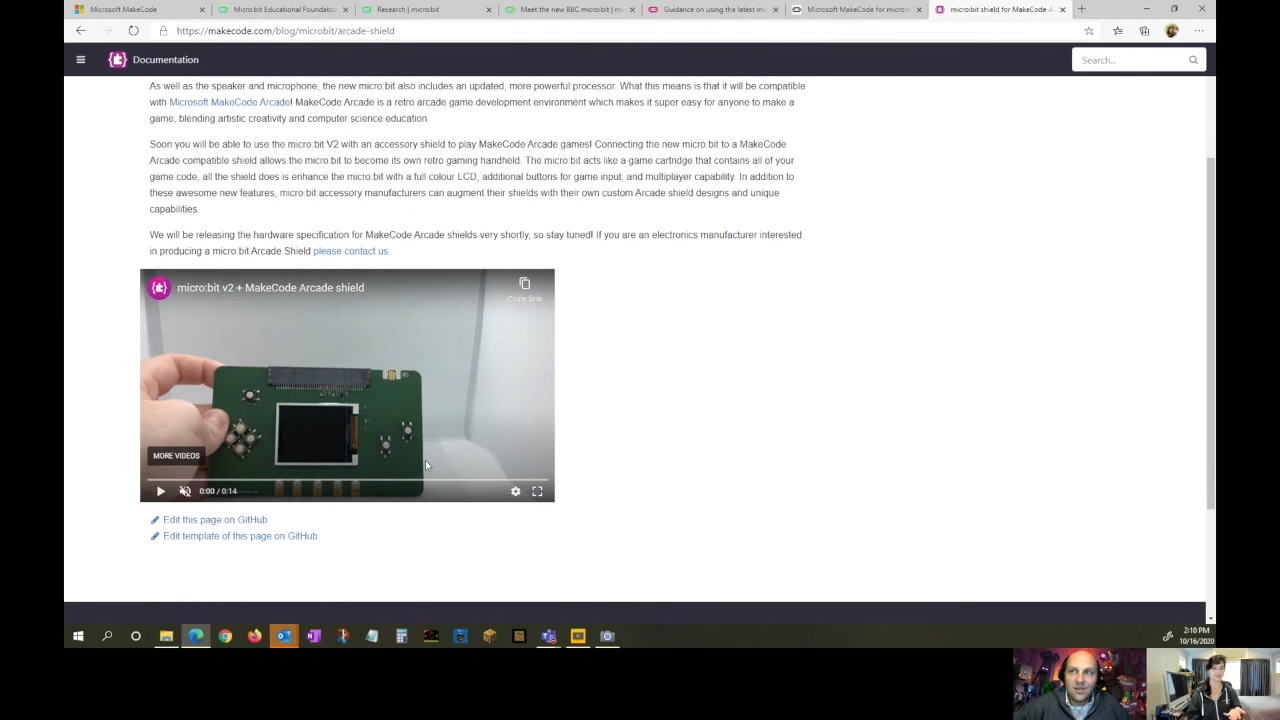 Microsoft MakeCode
Micro:bit Educational Foundation
Research | micro:bit
Meet the new BBC micro:bit | mi
Guidance on using the latest mic
Microsoft MakeCode for micro:b
micro:bit shield for MakeCode A
https://makecode.com/blog/microbit/arcade-shield
Documentation
Search...
As well as the speaker and microphone, the new micro:bit also includes an updated, more powerful processor. What this means is that it will be compatible
with Microsoft MakeCode Arcade! MakeCode Arcade is a retro arcade game development environment which makes it super easy for anyone to make a
game, blending artistic creativity and computer science education.
Soon you will be able to use the micro:bit V2 with an accessory shield to play MakeCode Arcade games! Connecting the new micro:bit to a MakeCode
Arcade compatible shield allows the micro:bit to become its own retro gaming handheld. The micro:bit acts like a game cartridge that contains all of your
game code, all the shield does is enhance the micro:bit with a full colour LCD, additional buttons for game input, and multiplayer capability. In addition to
these awesome new features, micro:bit accessory manufacturers can augment their shields with their own custom Arcade shield designs and unique
capabilities.
We will be releasing the hardware specification for MakeCode Arcade shields very shortly, so stay tuned! If you are an electronics manufacturer interested
in producing a micro:bit Arcade Shield please contact us.
micro:bit v2 + MakeCode Arcade shield
Copy link
MORE VIDEOS
0:00 / 0:14
Edit this page on GitHub
Edit template of this page on GitHub
2:10 PM
10/16/2020